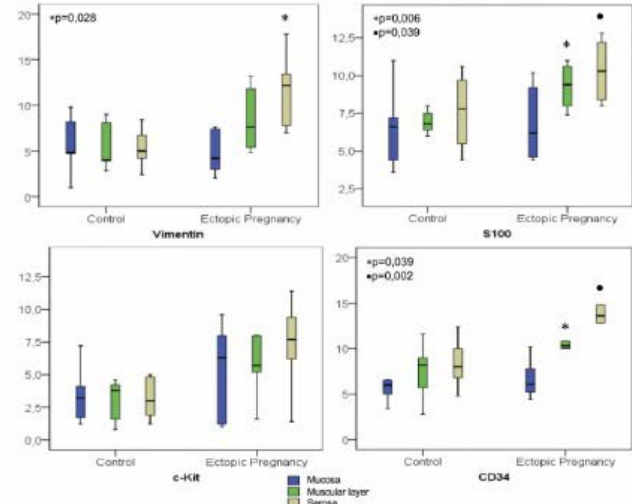 20
15
10
5
0
*p=0,028
*
Control
Ectopic Pregnancy
Vimentin
12,5
10,0
7,5
5,0
2,5
*p=0,006
●p=0,039
*
●
Control
Ectopic Pregnancy
S100
12,5
10,0
7,5
5,0
2,5
0,0
Control
Ectopic Pregnancy
c-Kit
20
15
10
5
0
*p=0,039
●p=0,002
*
●
Control
Ectopic Pregnancy
CD34
Mucosa
Muscular layer
Serosa